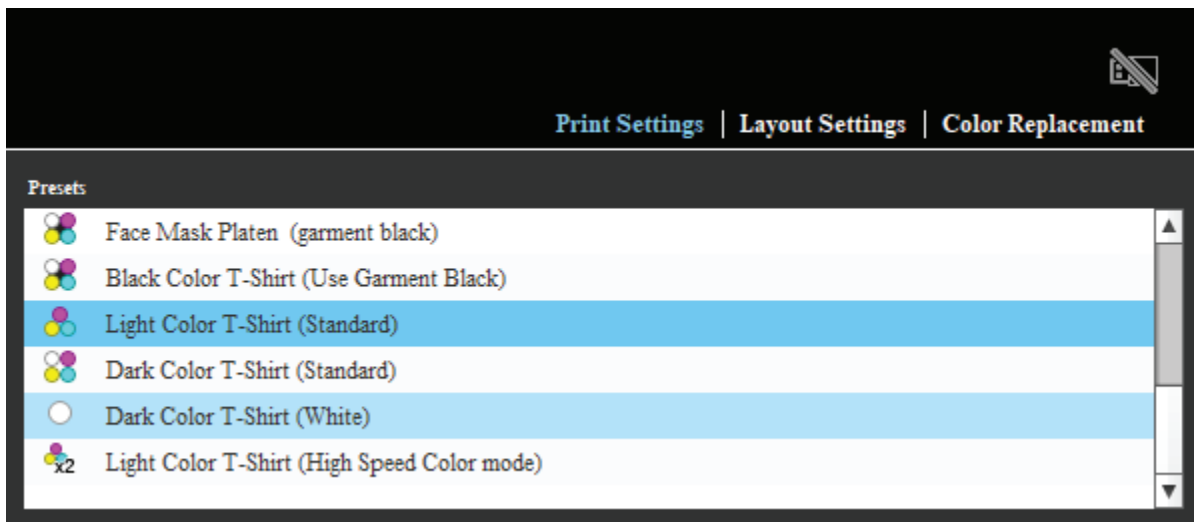 Print Settings | Layout Settings | Color Replacement
Presets
Face Mask Platen (garment black)
Black Color T-Shirt (Use Garment Black)
Light Color T-Shirt (Standard)
Dark Color T-Shirt (Standard)
Dark Color T-Shirt (White)
x2 Light Color T-Shirt (High Speed Color mode)